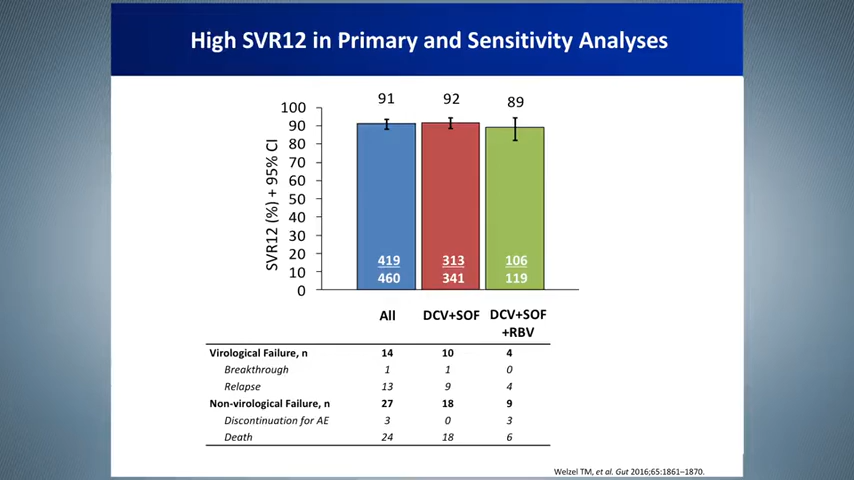 High SVR12 in Primary and Sensitivity Analyses
91 92 89
SVR12 (%) + 95% CI
100
90
80
70
60
50
40
30
20
10
0
419 313 106
460 341 119
All DCV+SOF DCV+SOF
+RBV
Virological Failure, n 14 10 4
Breakthrough 1 1 0
Relapse 13 9 4
Non-virological Failure, n 27 18 9
Discontinuation for AE 3 0 3
Death 24 18 6
Welzel TM, et al. Gut 2016;65:1861–1870.